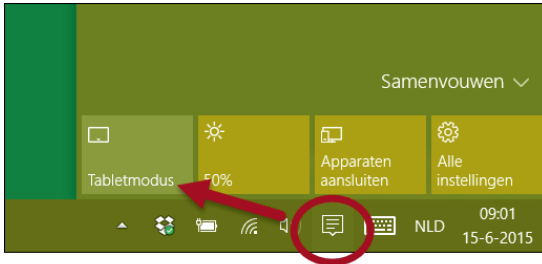 Samenvouwen
Tabletmodus
50%
Apparaten
aansluiten
Alle
instellingen
NLD
09:01
15-6-2015